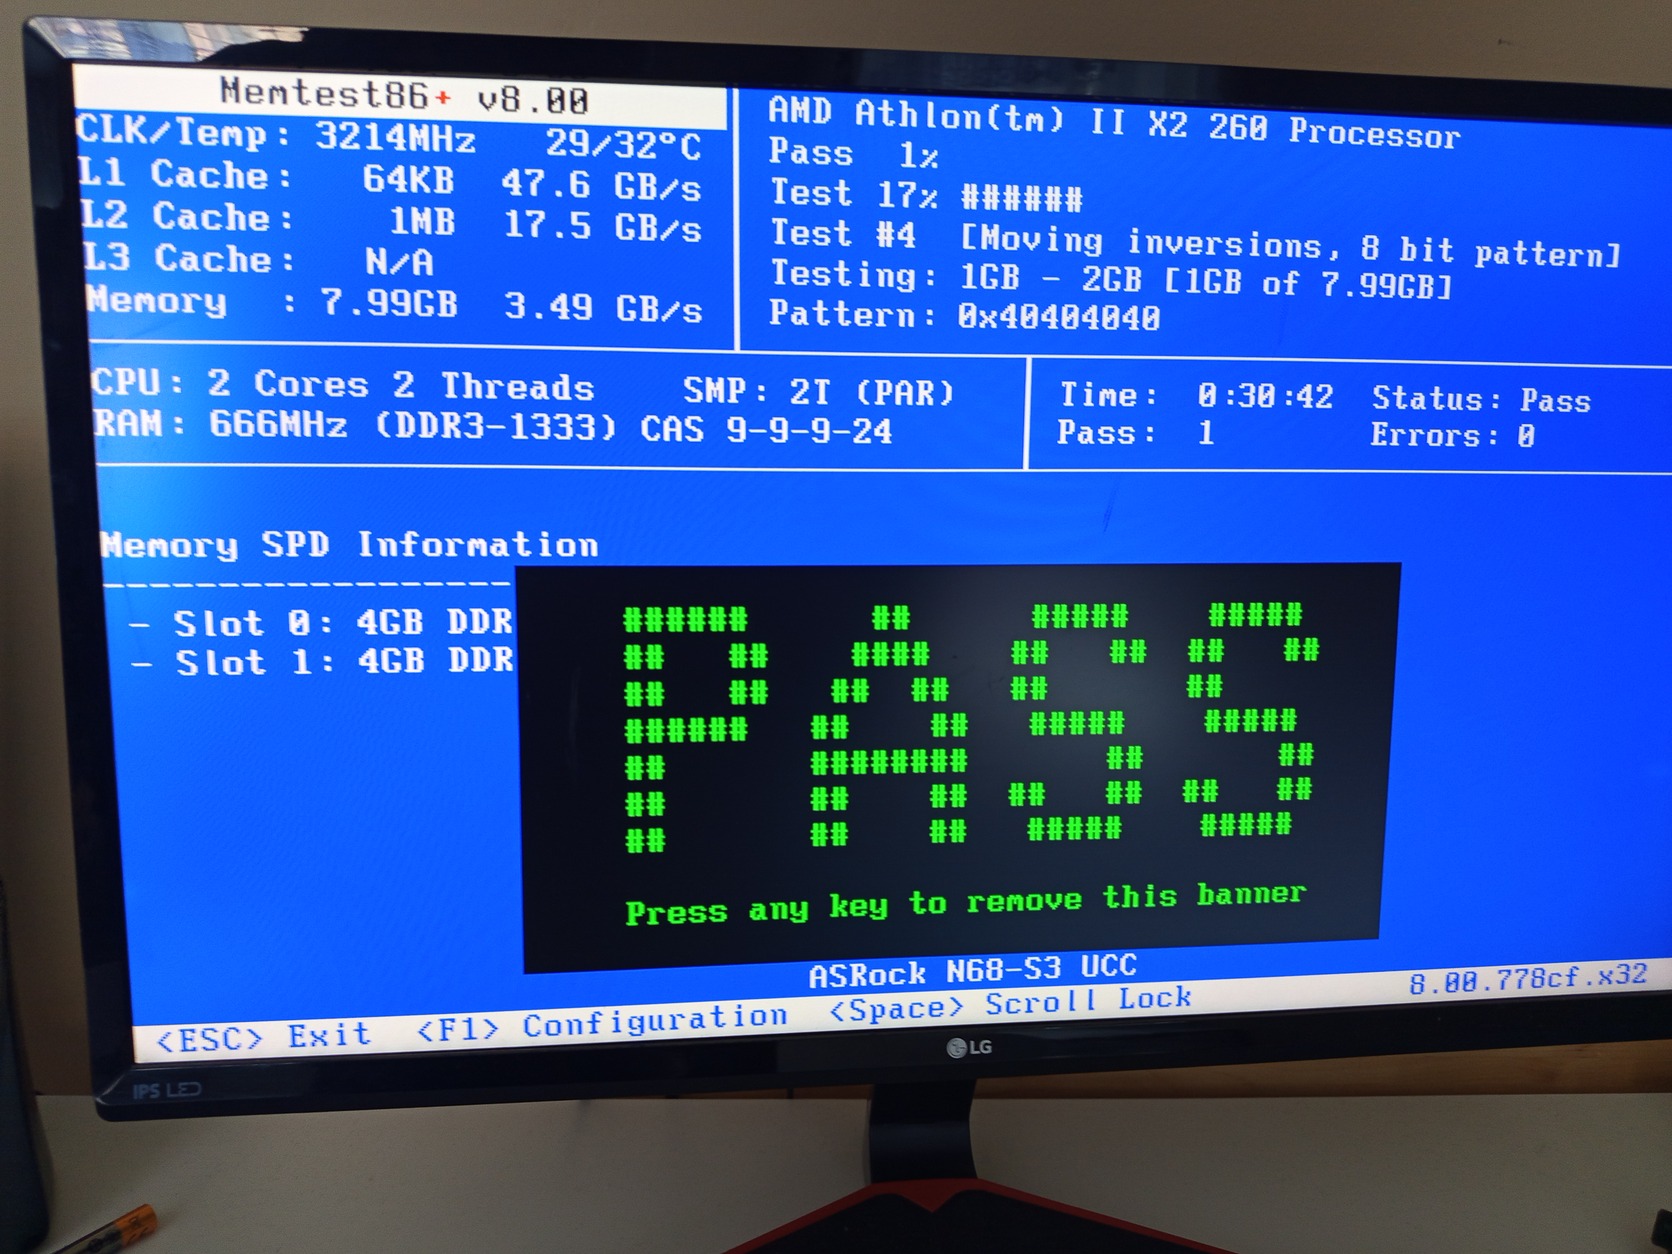 Memtest86+ v8.00
CLK/Temp: 3214MHz 29/32°C
L1 Cache: 64KB 47.6 GB/s
L2 Cache: 1MB 17.5 GB/s
L3 Cache: N/A
Memory : 7.99GB 3.49 GB/s
AMD Athlon(tm) II X2 260 Processor
Pass 1%
Test 17% ######
Test #4 [Moving inversions, 8 bit pattern]
Testing: 1GB - 2GB [1GB of 7.99GB]
Pattern: 0x40404040
CPU: 2 Cores 2 Threads SMP: 2T (PAR)
RAM: 666MHz (DDR3-1333) CAS 9-9-9-24
Time: 0:30:42 Status: Pass
Pass: 1 Errors: 0
Memory SPD Information
- Slot 0: 4GB DDR
- Slot 1: 4GB DDR
PASS
Press any key to remove this banner
ASRock N68-S3 UCC
<ESC> Exit <F1> Configuration <Space> Scroll Lock 8.00.778cf.x32
LG
IPS LED